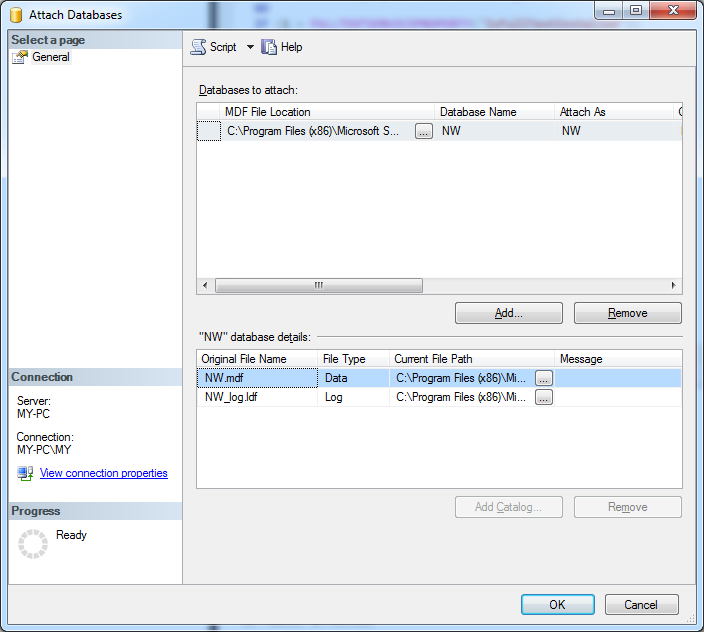 Attach Databases
Select a page
General
Script
Help
Databases to attach:
MDF File Location Database Name Attach As
C:\Program Files (x86)\Microsoft S... ... NW NW
Add... Remove
"NW" database details:
Original File Name File Type Current File Path Message
NW.mdf Data C:\Program Files (x86)\Mi... ...
NW_log.ldf Log C:\Program Files (x86)\Mi... ...
Add Catalog... Remove
Connection
Server:
MY-PC
Connection:
MY-PC\MY
View connection properties
Progress
Ready
OK Cancel